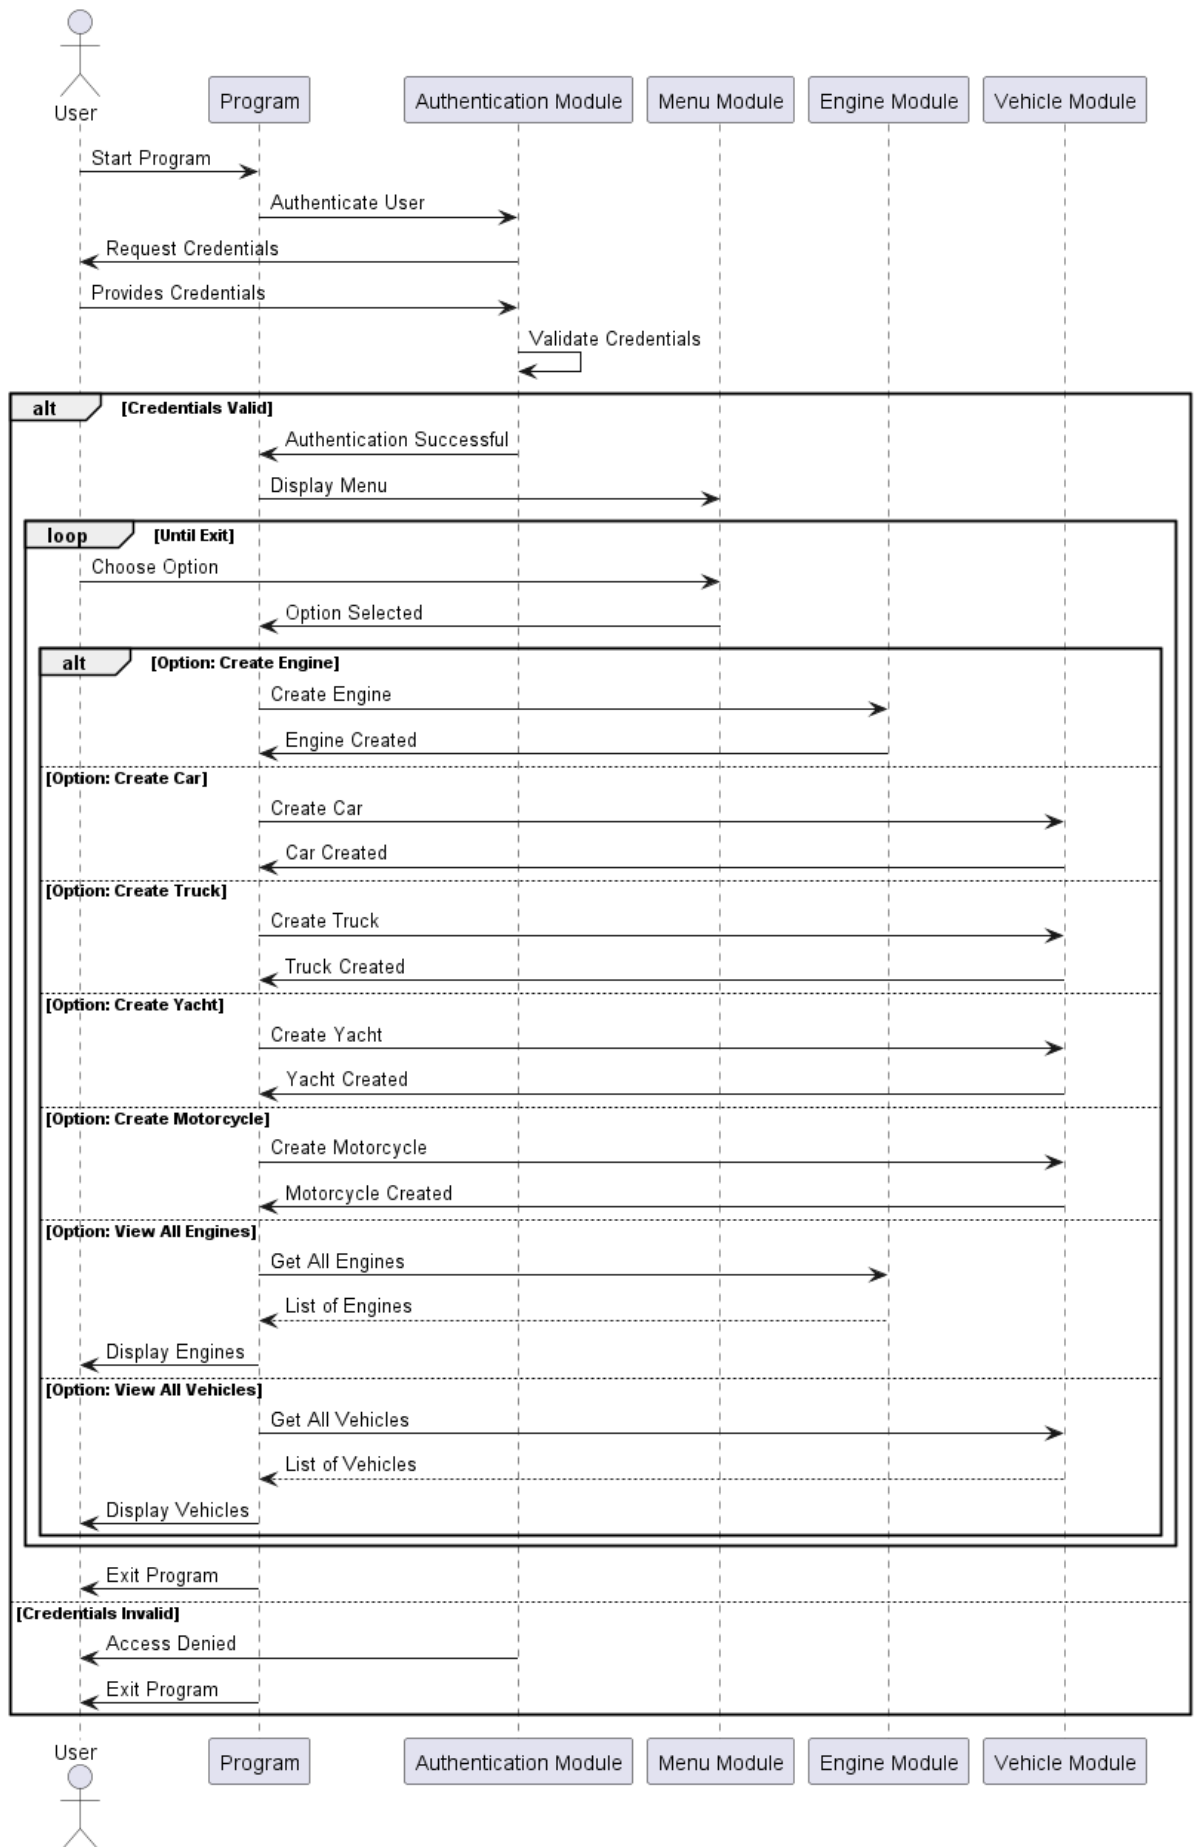 User
Program
Authentication Module
Menu Module
Engine Module
Vehicle Module
Start Program
Authenticate User
Request Credentials
Provides Credentials
Validate Credentials
alt [Credentials Valid]
Authentication Successful
Display Menu
loop [Until Exit]
Choose Option
Option Selected
alt [Option: Create Engine]
Create Engine
Engine Created
[Option: Create Car]
Create Car
Car Created
[Option: Create Truck]
Create Truck
Truck Created
[Option: Create Yacht]
Create Yacht
Yacht Created
[Option: Create Motorcycle]
Create Motorcycle
Motorcycle Created
[Option: View All Engines]
Get All Engines
List of Engines
Display Engines
[Option: View All Vehicles]
Get All Vehicles
List of Vehicles
Display Vehicles
Exit Program
[Credentials Invalid]
Access Denied
Exit Program
User
Program
Authentication Module
Menu Module
Engine Module
Vehicle Module